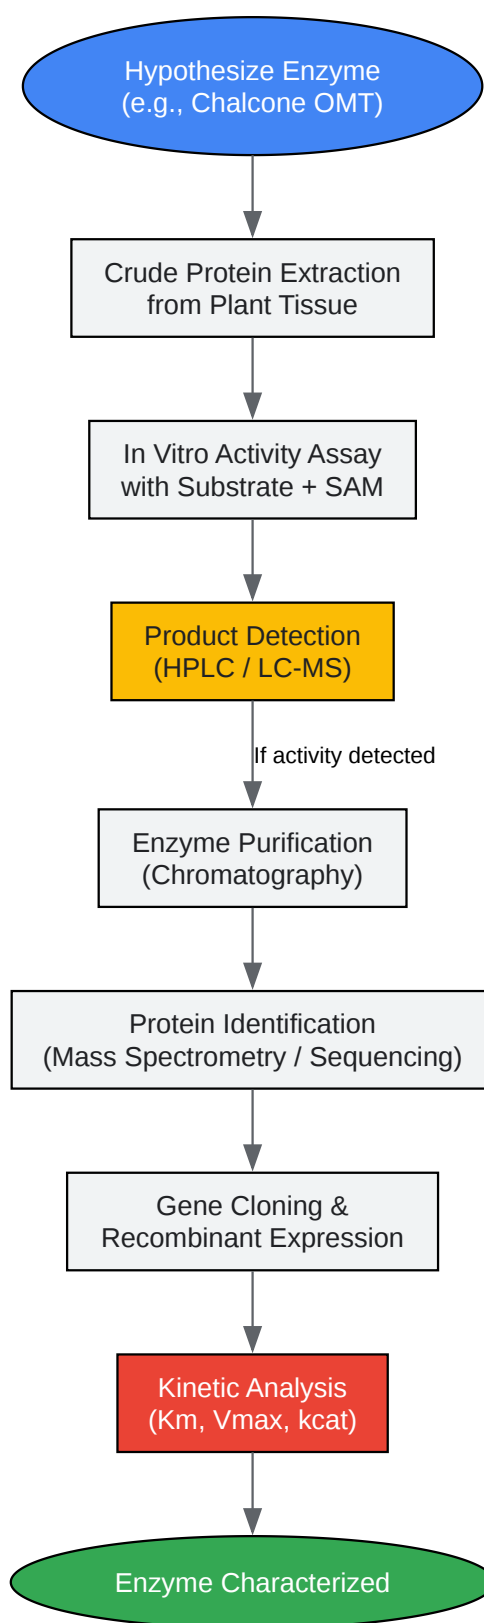 Hypothesize Enzyme
(e.g., Chalcone OMT)
Crude Protein Extraction
from Plant Tissue
In Vitro Activity Assay
with Substrate + SAM
Product Detection
(HPLC / LC-MS)
If activity detected
Enzyme Purification
(Chromatography)
Protein Identification
(Mass Spectrometry / Sequencing)
Gene Cloning &
Recombinant Expression
Kinetic Analysis
(Km, Vmax, kcat)
Enzyme Characterized